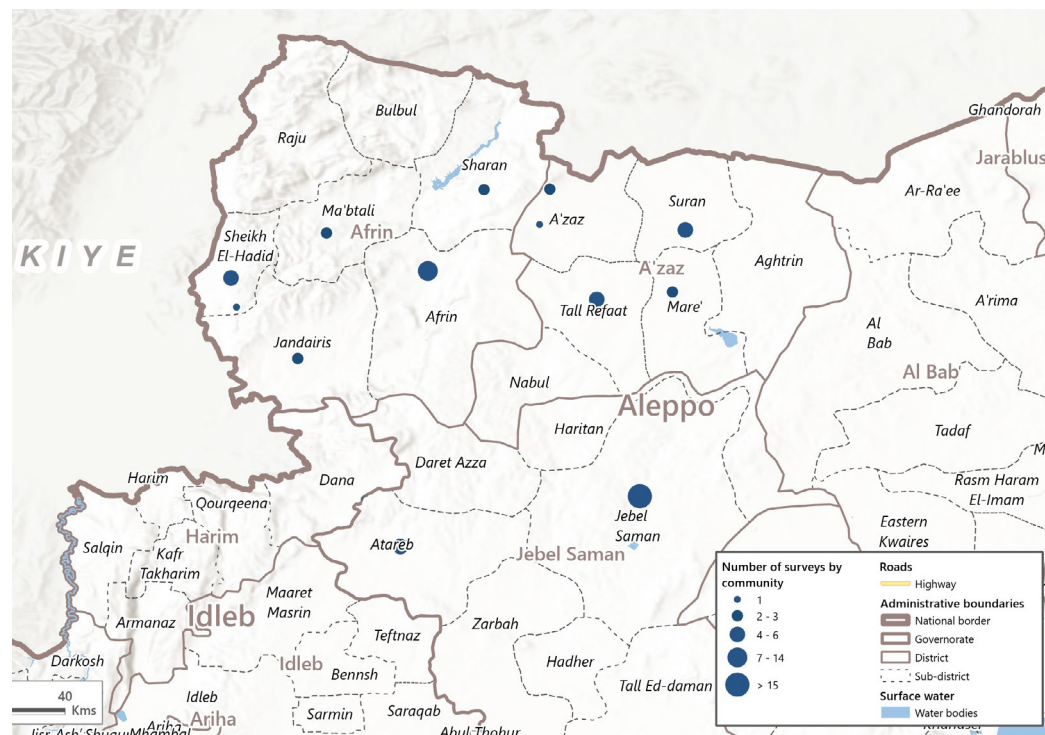 Ghandorah
Bulbul
Raju
Jarablus
Sharan
Ar-Ra'ee
Ma'btali
Suran
A'zaz
Afrin
Sheikh
El-Hadid
KIYE
A'zaz
Aghtrin
A'rima
Mare'
Tall Refaat
Afrin
Al
Bab
Jandairis
Al Bab
Nabul
Aleppo
Haritan
Tadaf
Daret Azza
Harim
Dana
Rasm Haram
El-Imam
Qourqeena
Jebel
Saman
Eastern
Kwaires
Harim
Salqin
Kafr
Takharim
Atareb
Jebel Saman
Maaret
Masrin
Idleb
Armanaz
Zarbah
Teftnaz
Darkosh
Idleb
Hadher
Bennsh
Tall Ed-daman
Idleb
Saraqab
Sarmin
Ariha
Ariha
Abul Thohur
40
Kms
Number of surveys by
community
1
2 - 3
4 - 6
7 - 14
> 15
Roads
Highway
Administrative boundaries
National border
Governorate
District
Sub-district
Surface water
Water bodies